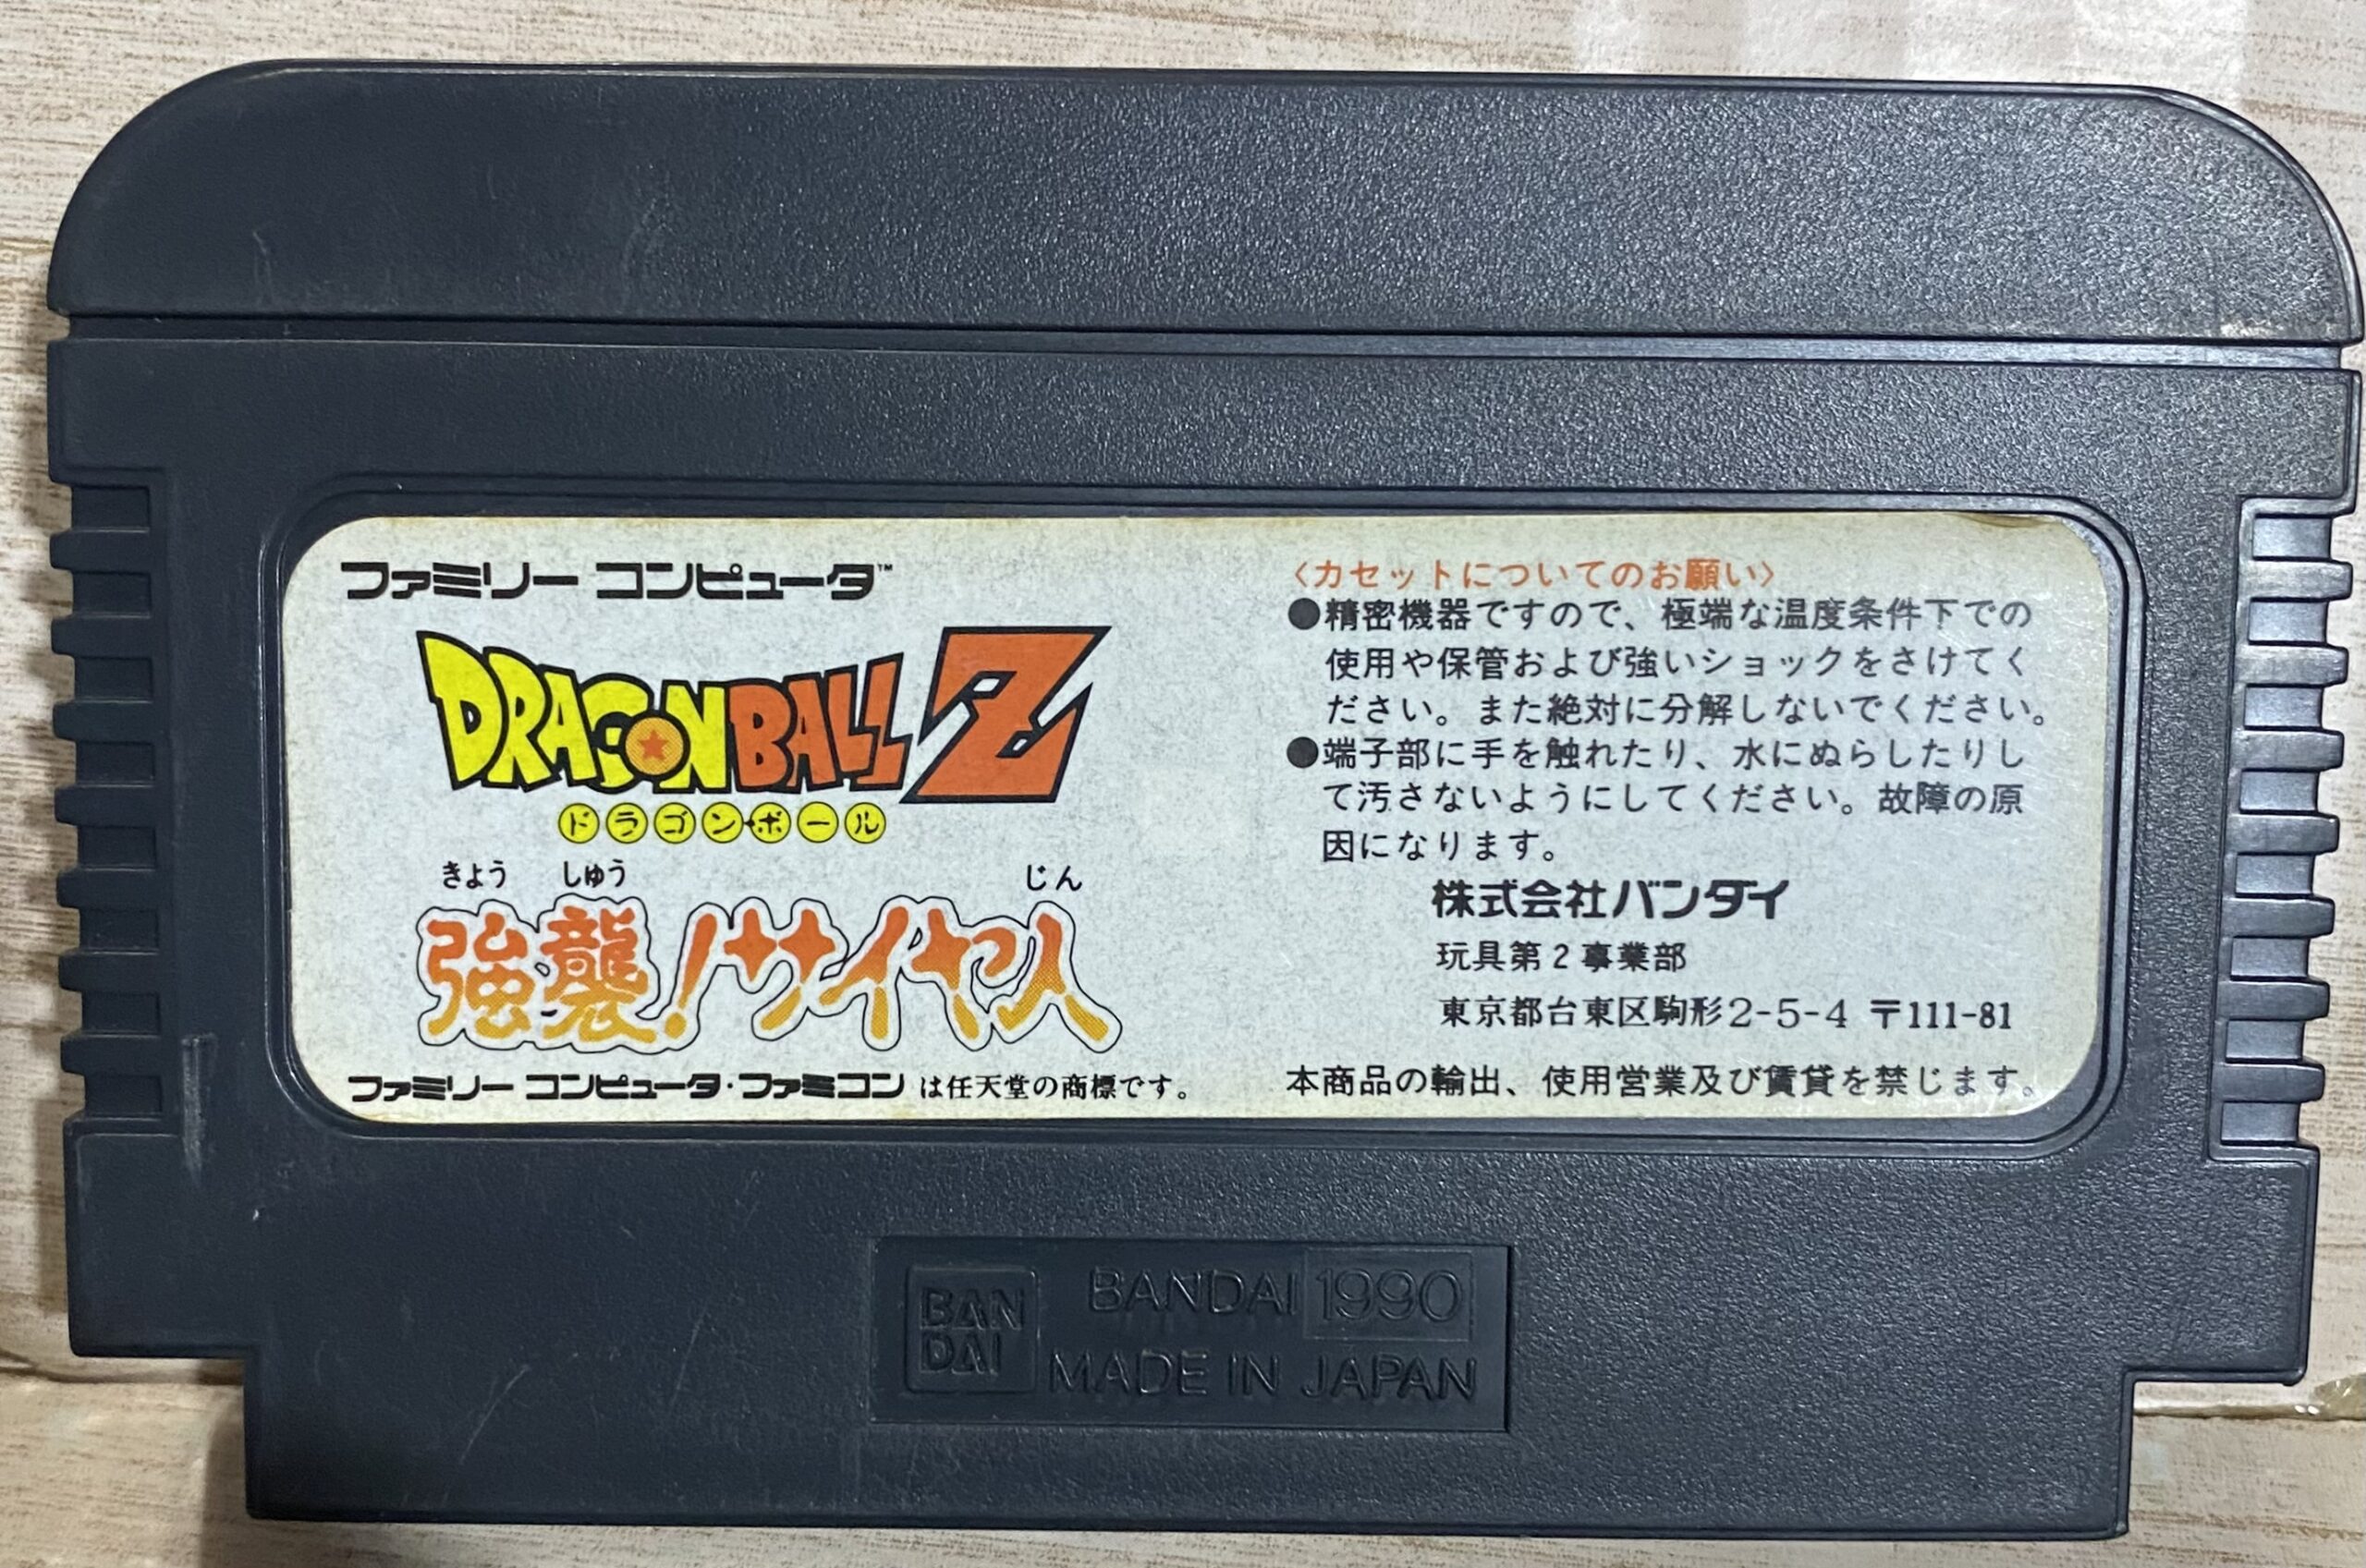 ファミリー コンピュータ™
DRAGON BALL Z
ドラゴンボール
きょう しゅう じん
強襲!サイヤ人
ファミリー コンピュータ・ファミコン は任天堂の商標です。
〈カセットについてのお願い〉
●精密機器ですので、極端な温度条件下での
使用や保管および強いショックをさけてく
ださい。また絶対に分解しないでください。
●端子部に手を触れたり、水にぬらしたりし
て汚さないようにしてください。故障の原
因になります。
株式会社バンダイ
玩具第2事業部
東京都台東区駒形2-5-4 〒111-81
本商品の輸出、使用営業及び賃貸を禁じます。
BAN
DAI
BANDAI 1990
MADE IN JAPAN